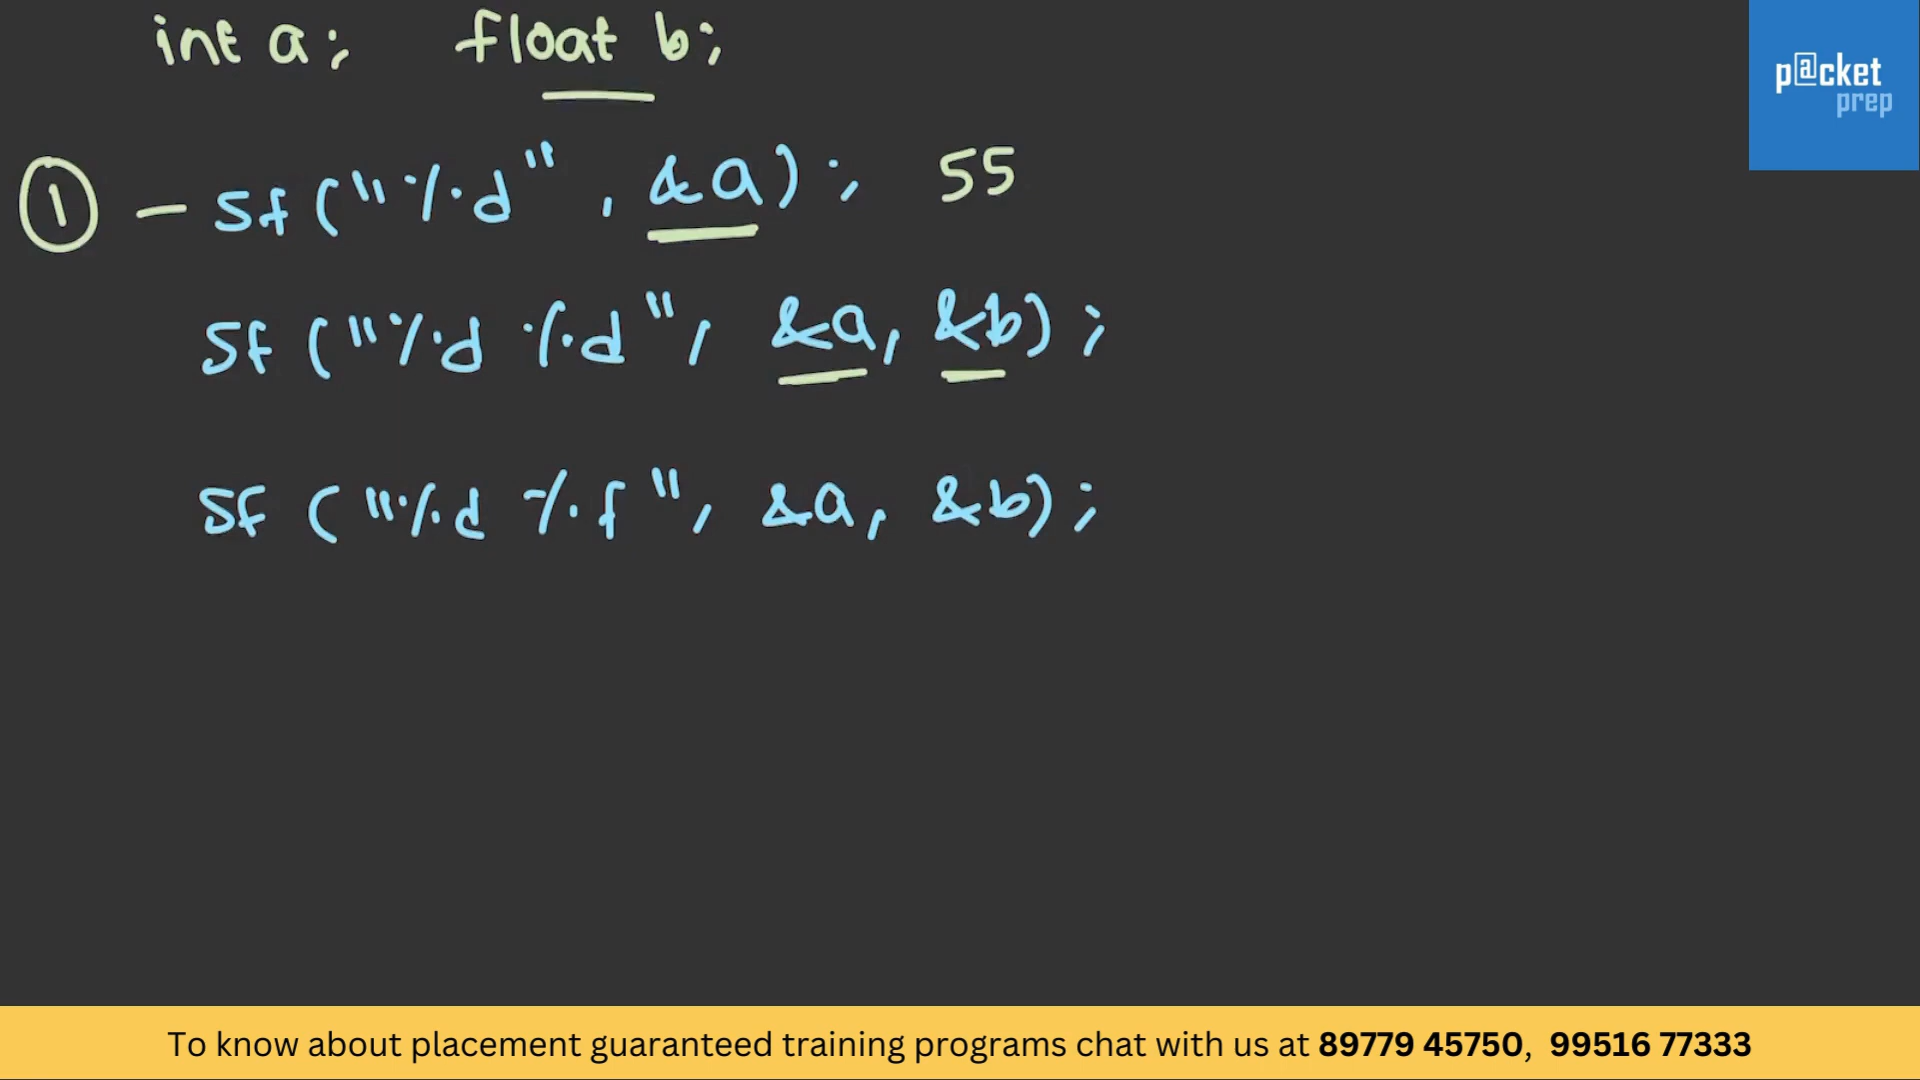 int a; float b;
p@cket
prep
① - sf ("%d", &a); 55
sf ("%d %d", &a, &b);
sf ("%d %f", &a, &b);
To know about placement guaranteed training programs chat with us at 89779 45750, 99516 77333